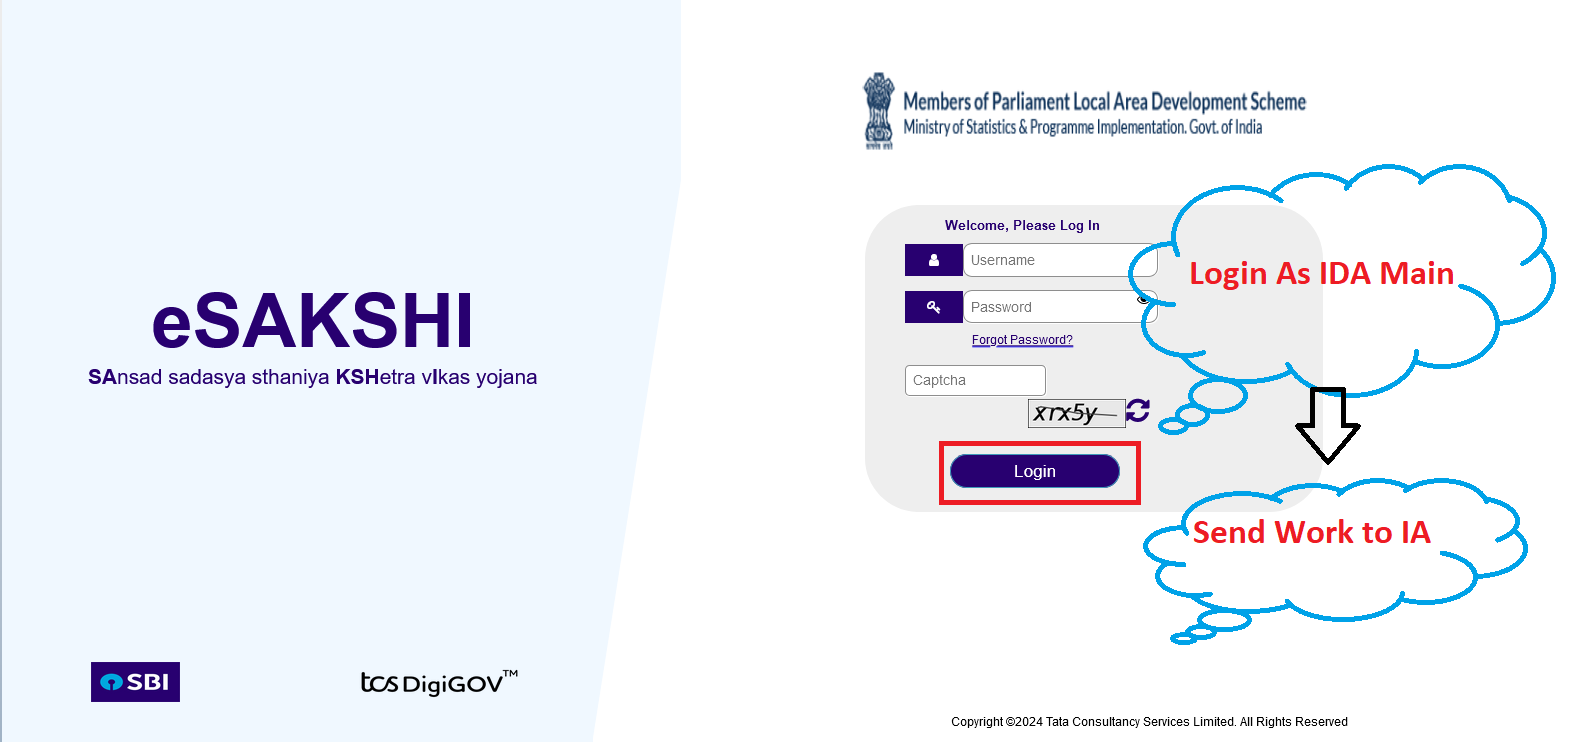 eSAKSHI
SAnsad sadasya sthaniya KSHetra vIkas yojana
SBI
tcs DigiGOV™
Members of Parliament Local Area Development Scheme
Ministry of Statistics & Programme Implementation. Govt. of India
Welcome, Please Log In
Username
Password
Forgot Password?
Captcha
xrx5y
Login
Login As IDA Main
Send Work to IA
Copyright ©2024 Tata Consultancy Services Limited. All Rights Reserved